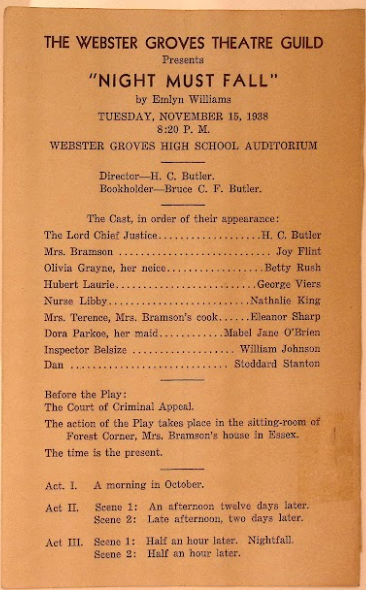 THE WEBSTER GROVES THEATRE GUILD
Presents
"NIGHT MUST FALL"
by Emlyn Williams
TUESDAY, NOVEMBER 15, 1938
8:20 P. M.
WEBSTER GROVES HIGH SCHOOL AUDITORIUM
Director—H. C. Butler.
Bookholder—Bruce C. F. Butler.
The Cast, in order of their appearance:
The Lord Chief Justice...................H. C. Butler
Mrs. Bramson ........................ Joy Flint
Olivia Grayne, her neice..................Betty Rush
Hubert Laurie..........................George Viers
Nurse Libby..........................Nathalie King
Mrs. Terence, Mrs. Bramson's cook......Eleanor Sharp
Dora Parkoe, her maid............Mabel Jane O'Brien
Inspector Belsize ................... William Johnson
Dan ............................. Stoddard Stanton
Before the Play:
The Court of Criminal Appeal.
The action of the Play takes place in the sitting-room of
Forest Corner, Mrs. Bramson's house in Essex.
The time is the present.
Act. I. A morning in October.
Act II. Scene 1: An afternoon twelve days later.
Scene 2: Late afternoon, two days later.
Act III. Scene 1: Half an hour later. Nightfall.
Scene 2: Half an hour later.